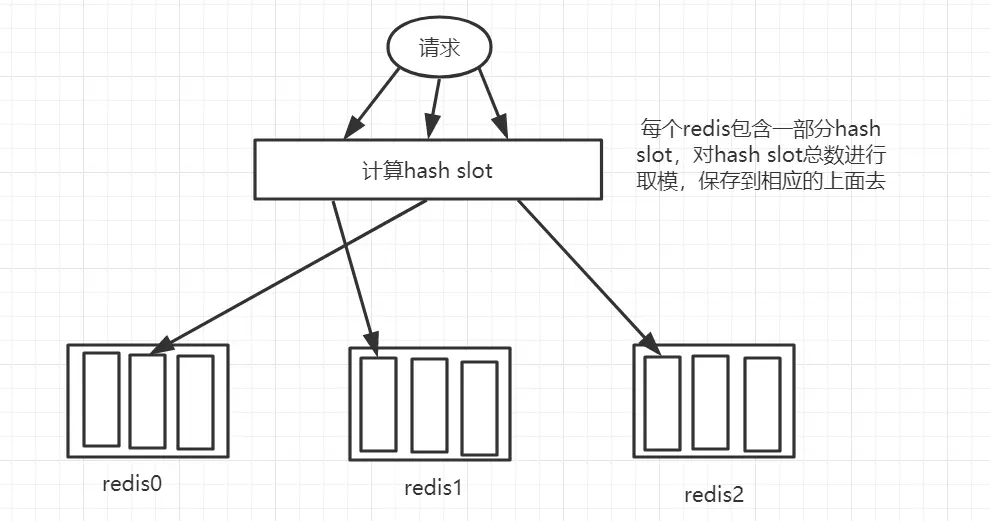 请求
计算hash slot
每个redis包含一部分hash
slot，对hash slot总数进行
取模，保存到相应的上面去
redis0
redis1
redis2